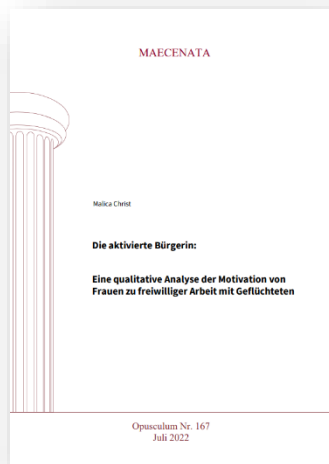 MAECENATA
Malica Christ
Die aktivierte Bürgerin:
Eine qualitative Analyse der Motivation von
Frauen zu freiwilliger Arbeit mit Geflüchteten
Opusculum Nr. 167
Juli 2022